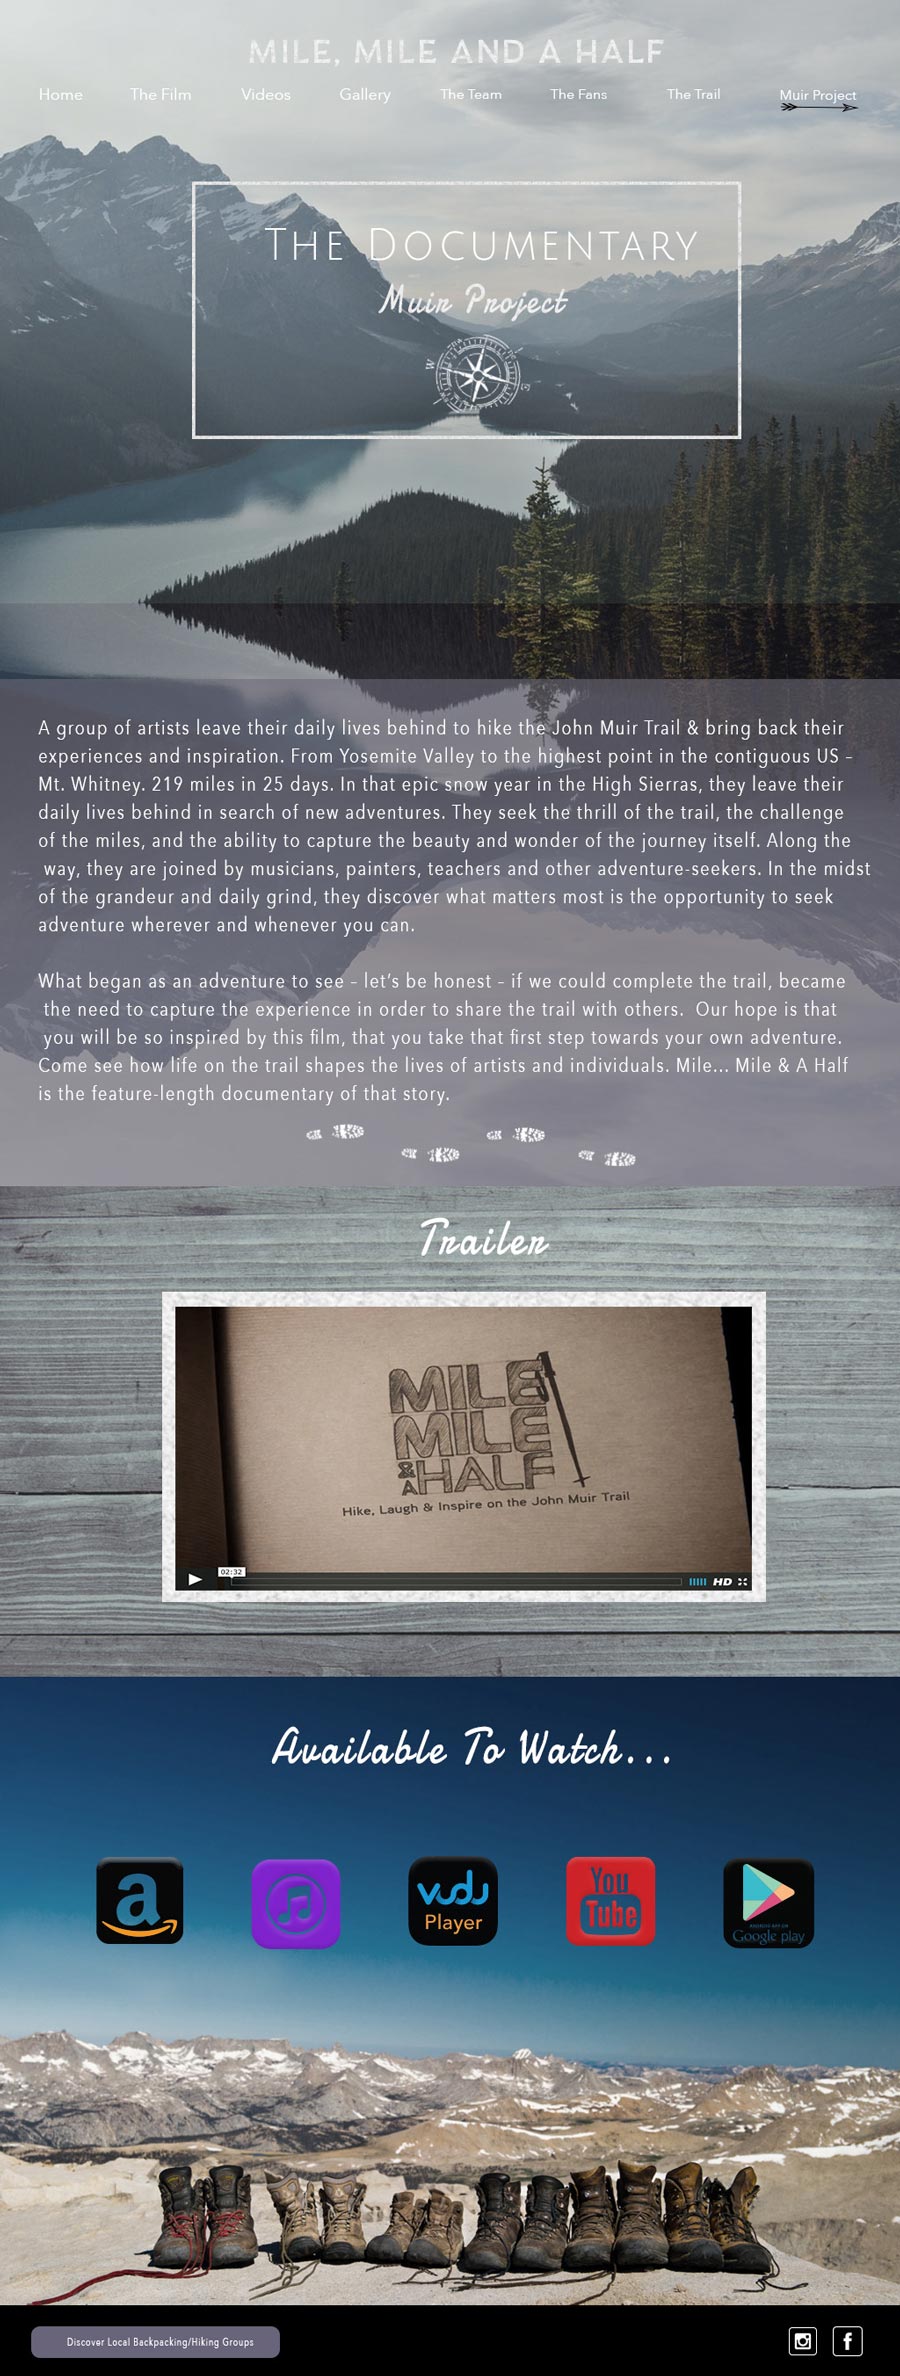 MILE, MILE AND A HALF
Home The Film Videos Gallery The Team The Fans The Trail Muir Project
The Documentary
Muir Project
W
A group of artists leave their daily lives behind to hike the John Muir Trail & bring back their
experiences and inspiration. From Yosemite Valley to the highest point in the contiguous US –
Mt. Whitney. 219 miles in 25 days. In that epic snow year in the High Sierras, they leave their
daily lives behind in search of new adventures. They seek the thrill of the trail, the challenge
of the miles, and the ability to capture the beauty and wonder of the journey itself. Along the
way, they are joined by musicians, painters, teachers and other adventure-seekers. In the midst
of the grandeur and daily grind, they discover what matters most is the opportunity to seek
adventure wherever and whenever you can.
What began as an adventure to see – let’s be honest – if we could complete the trail, became
the need to capture the experience in order to share the trail with others. Our hope is that
you will be so inspired by this film, that you take that first step towards your own adventure.
Come see how life on the trail shapes the lives of artists and individuals. Mile... Mile & A Half
is the feature-length documentary of that story.
Trailer
MILE
MILE
& A HALF
Hike, Laugh & Inspire on the John Muir Trail
02:32
HD
Available To Watch...
a
vudu
Player
You
Tube
ANDROID APP ON
Google play
Discover Local Backpacking/Hiking Groups
f